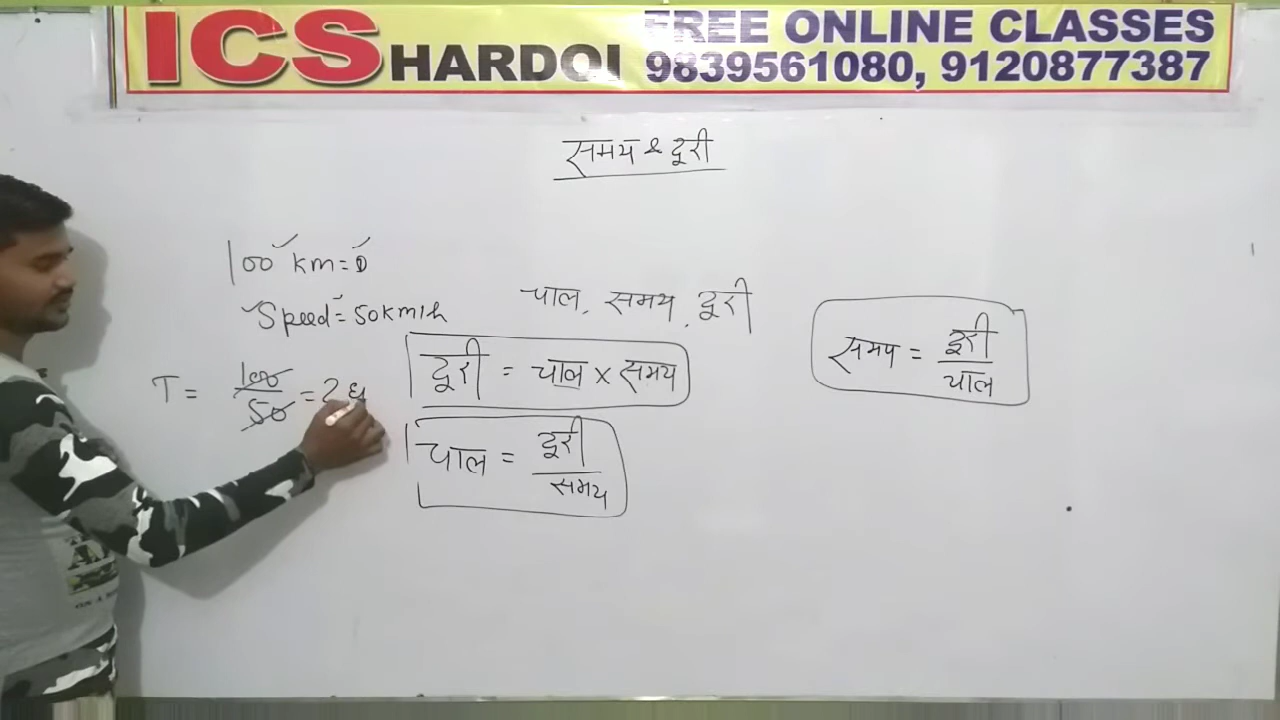 ICS HARDOI FREE ONLINE CLASSES
9839561080, 9120877387
समय & दूरी
100 km = D
Speed = 50 km/h
T = 100/50 = 2 घ
चाल, समय, दूरी
दूरी = चाल × समय
चाल = दूरी/समय
समय = दूरी/चाल